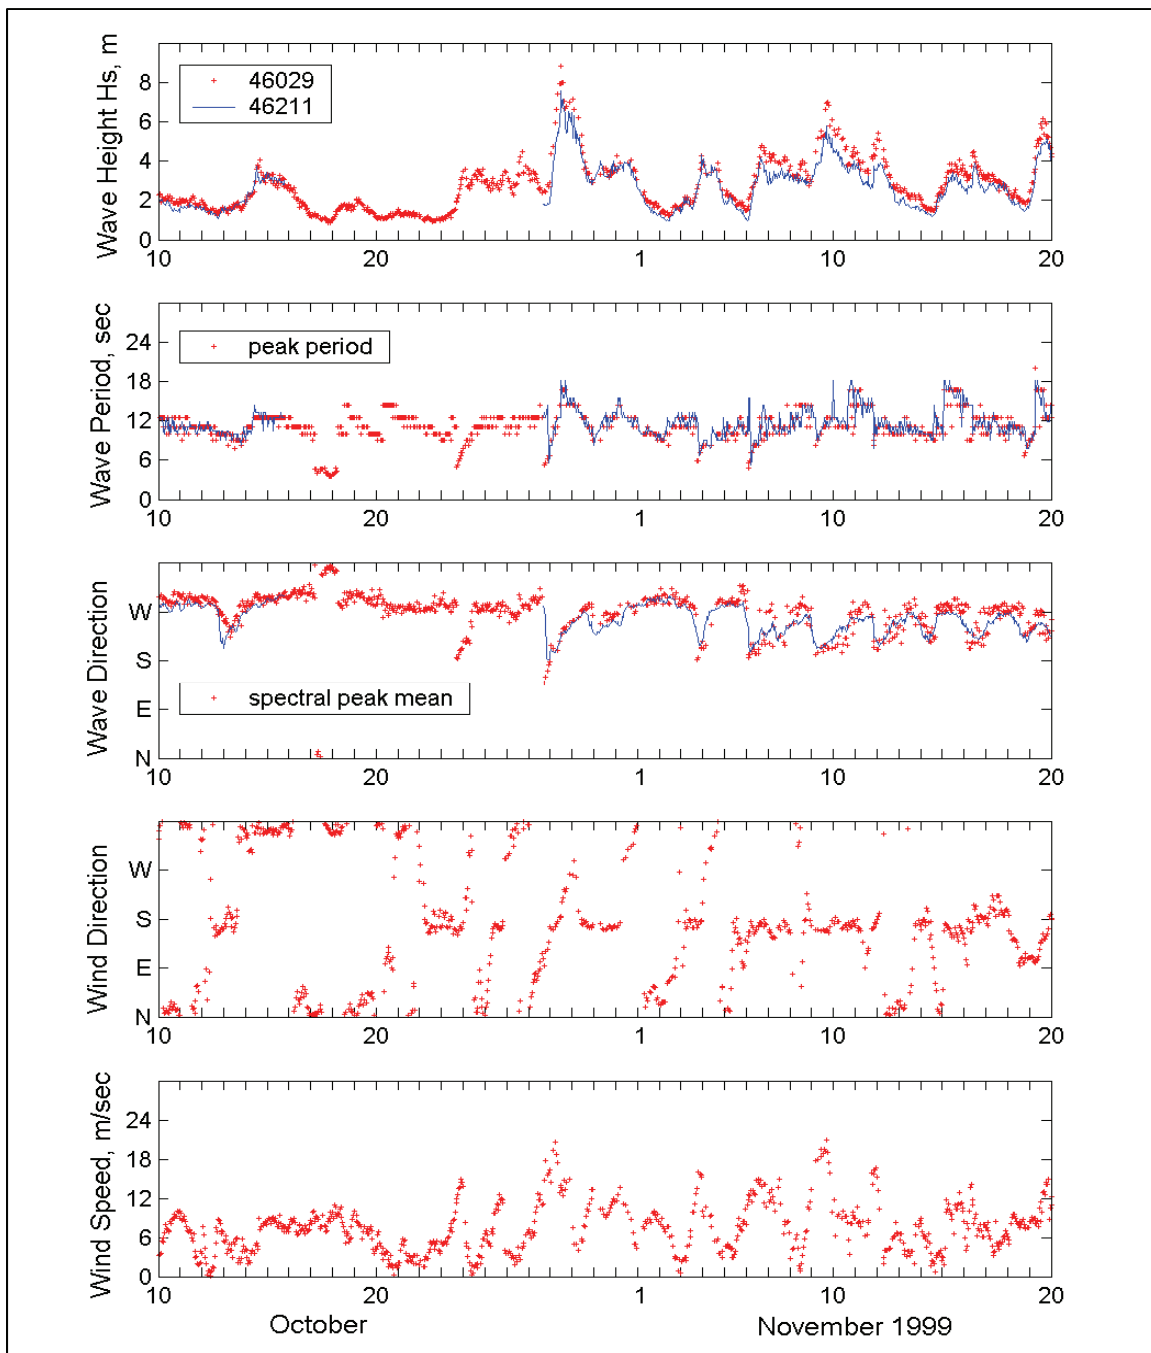 Wave Height Hs, m
8
6
4
2
0
46029
46211
10
20
1
10
20
Wave Period, sec
24
18
12
6
0
peak period
10
20
1
10
20
Wave Direction
W
S
E
N
spectral peak mean
10
20
1
10
20
Wind Direction
W
S
E
N
10
20
1
10
20
Wind Speed, m/sec
24
18
12
6
0
10
20
1
10
20
October
November 1999